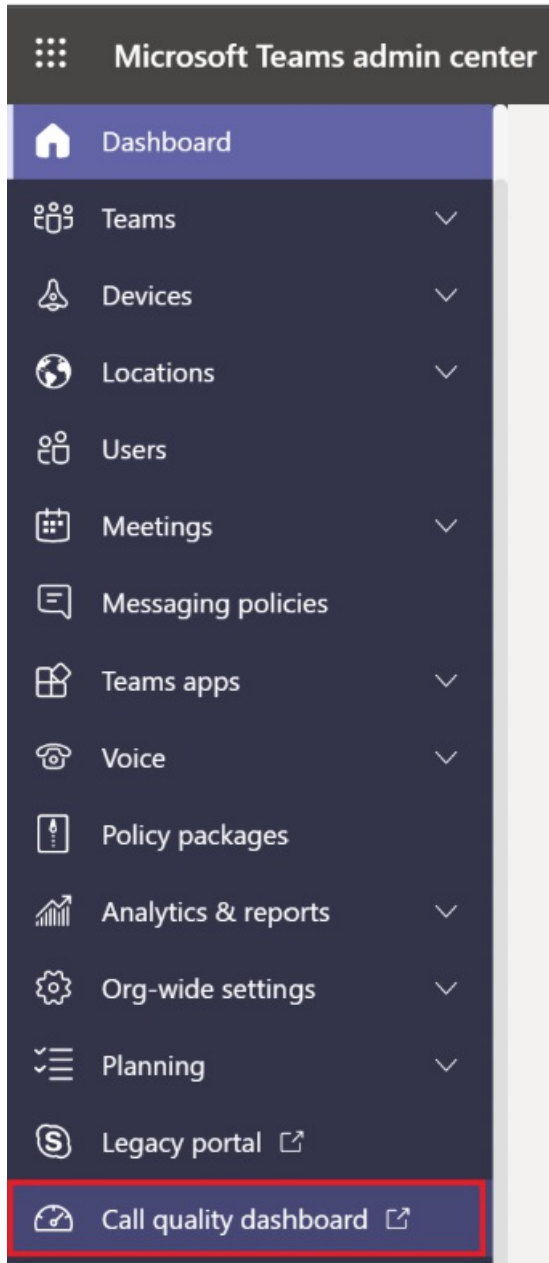 Microsoft Teams admin center
Dashboard
Teams
Devices
Locations
Users
Meetings
Messaging policies
Teams apps
Voice
Policy packages
Analytics & reports
Org-wide settings
Planning
Legacy portal
Call quality dashboard